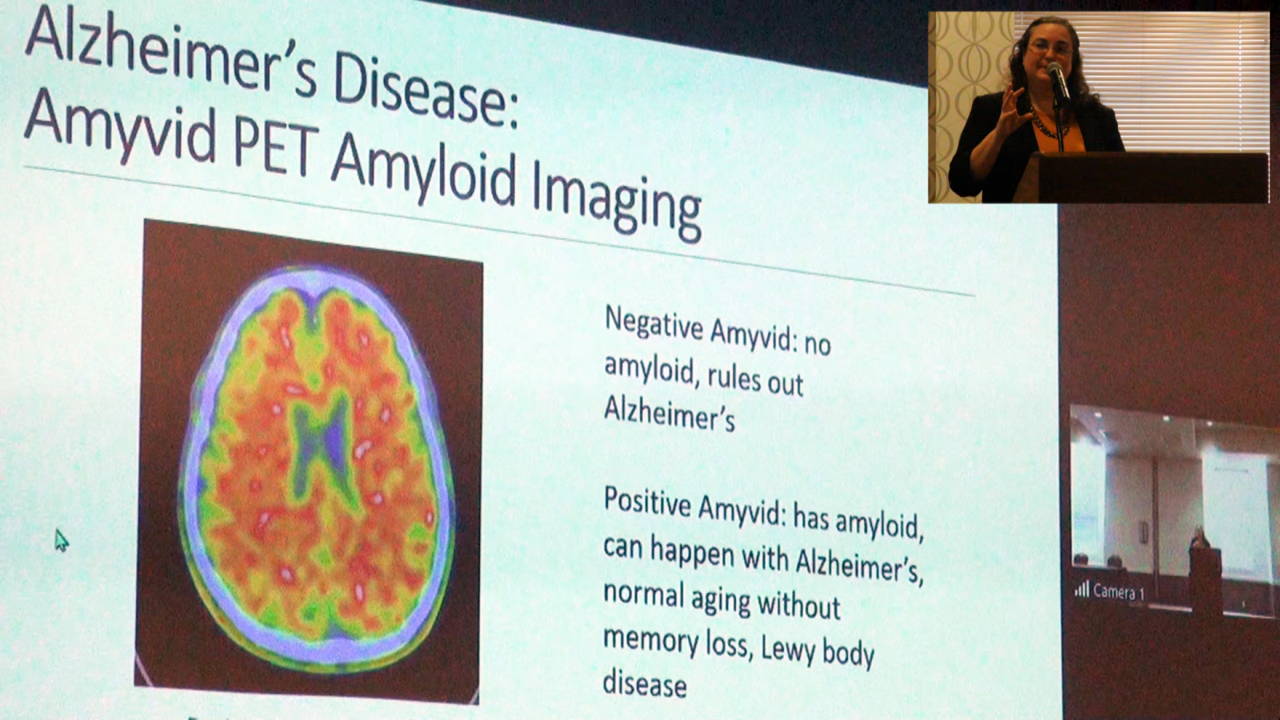 Alzheimer's Disease:
Amyvid PET Amyloid Imaging
Negative Amyvid: no
amyloid, rules out
Alzheimer's
Positive Amyvid: has amyloid,
can happen with Alzheimer's,
normal aging without
memory loss, Lewy body
disease
Camera 1